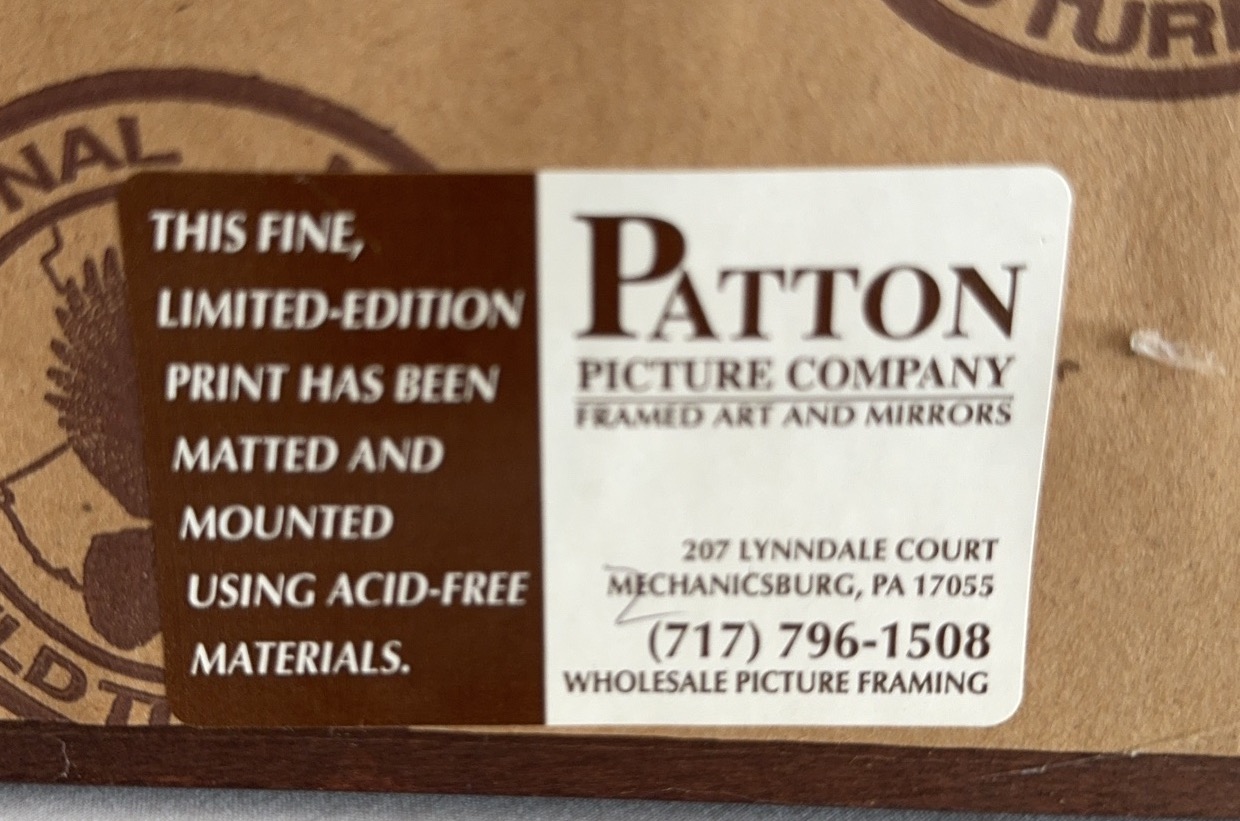 NAL
TURE
THIS FINE,
LIMITED-EDITION
PRINT HAS BEEN
MATTED AND
MOUNTED
USING ACID-FREE
MATERIALS.
PATTON
PICTURE COMPANY
FRAMED ART AND MIRRORS
207 LYNNDALE COURT
MECHANICSBURG, PA 17055
(717) 796-1508
WHOLESALE PICTURE FRAMING